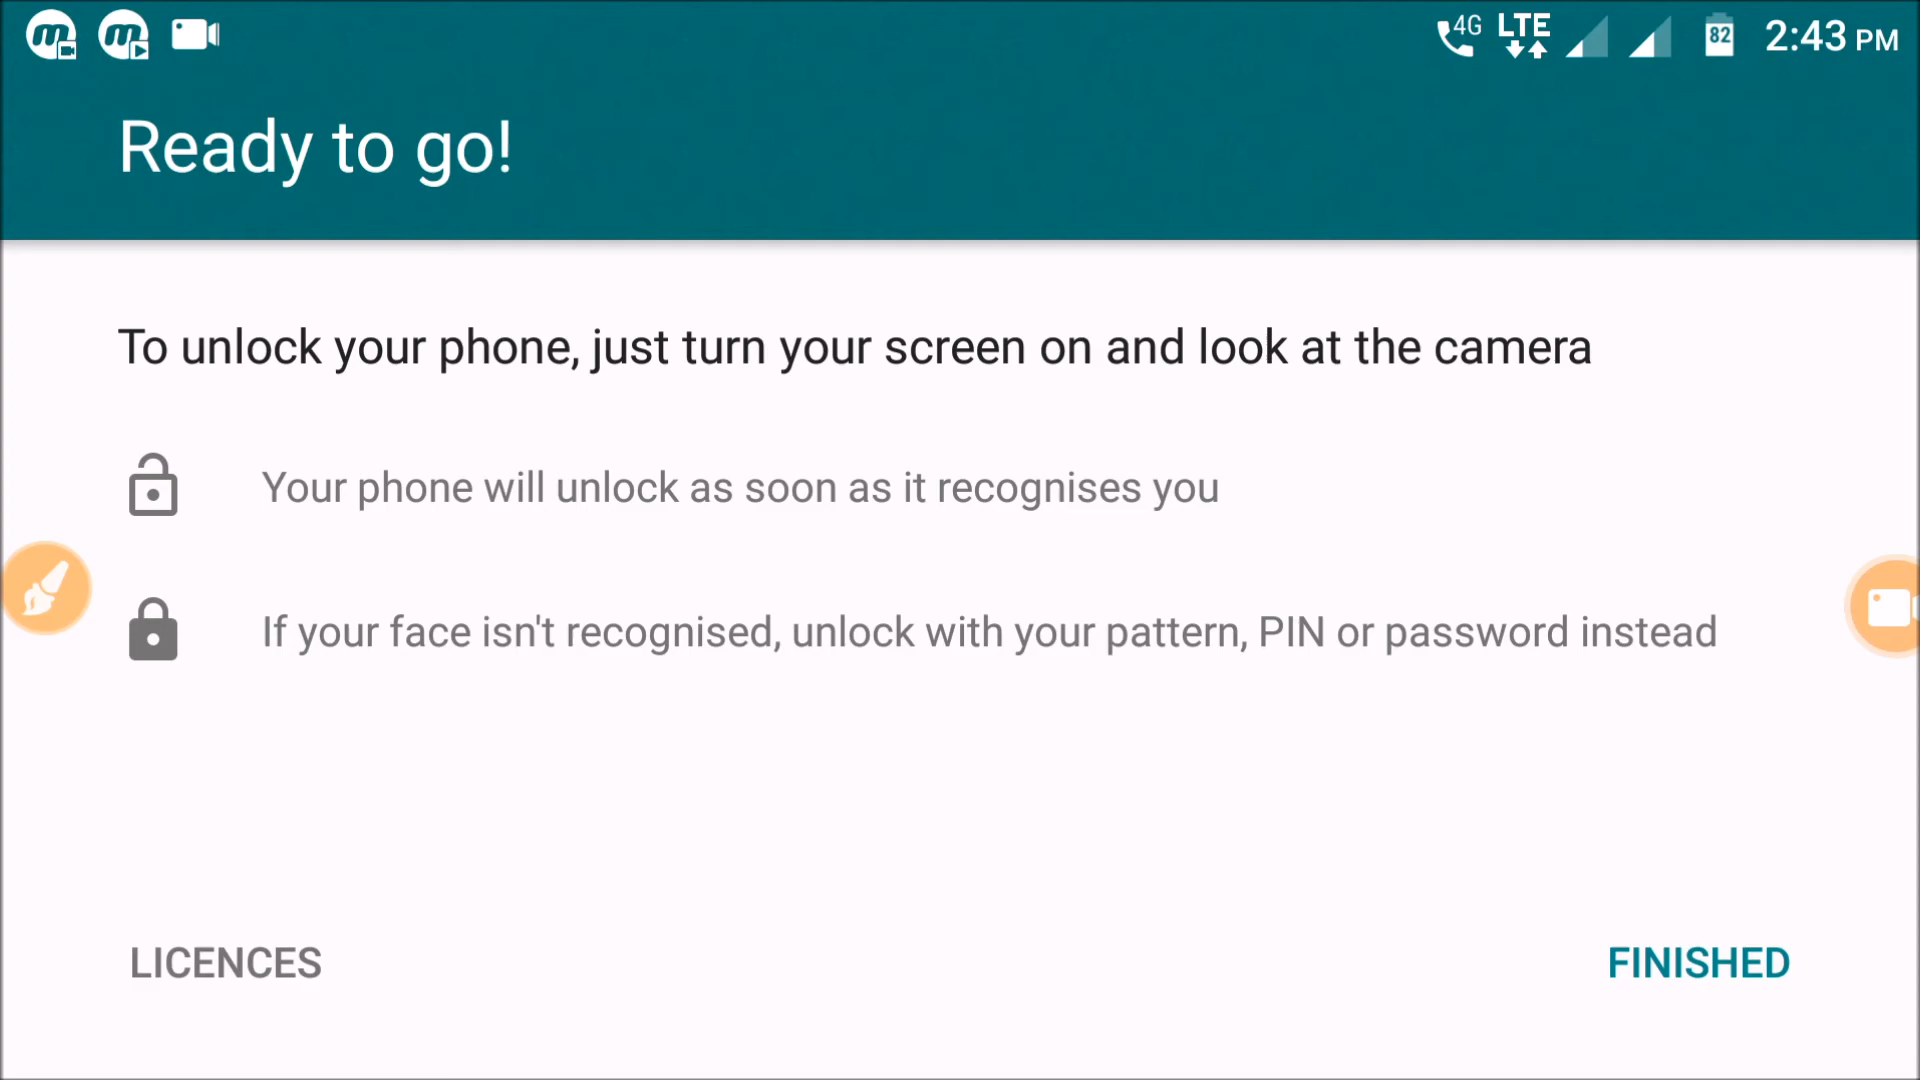 4G LTE 82 2:43 PM
Ready to go!
To unlock your phone, just turn your screen on and look at the camera
Your phone will unlock as soon as it recognises you
If your face isn't recognised, unlock with your pattern, PIN or password instead
LICENCES FINISHED